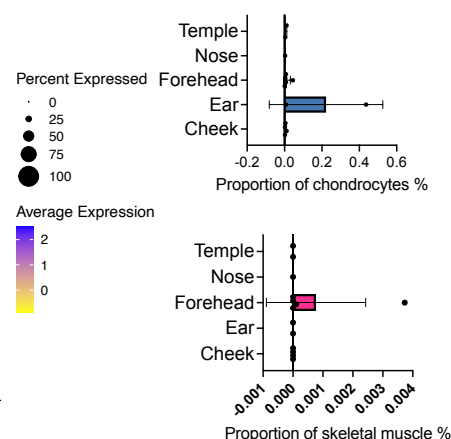 Percent Expressed
0
25
50
75
100
Average Expression
2
1
0
Temple
Nose
Forehead
Ear
Cheek
-0.2 0.0 0.2 0.4 0.6
Proportion of chondrocytes %
Temple
Nose
Forehead
Ear
Cheek
-0.001 0.000 0.001 0.002 0.003 0.004
Proportion of skeletal muscle %